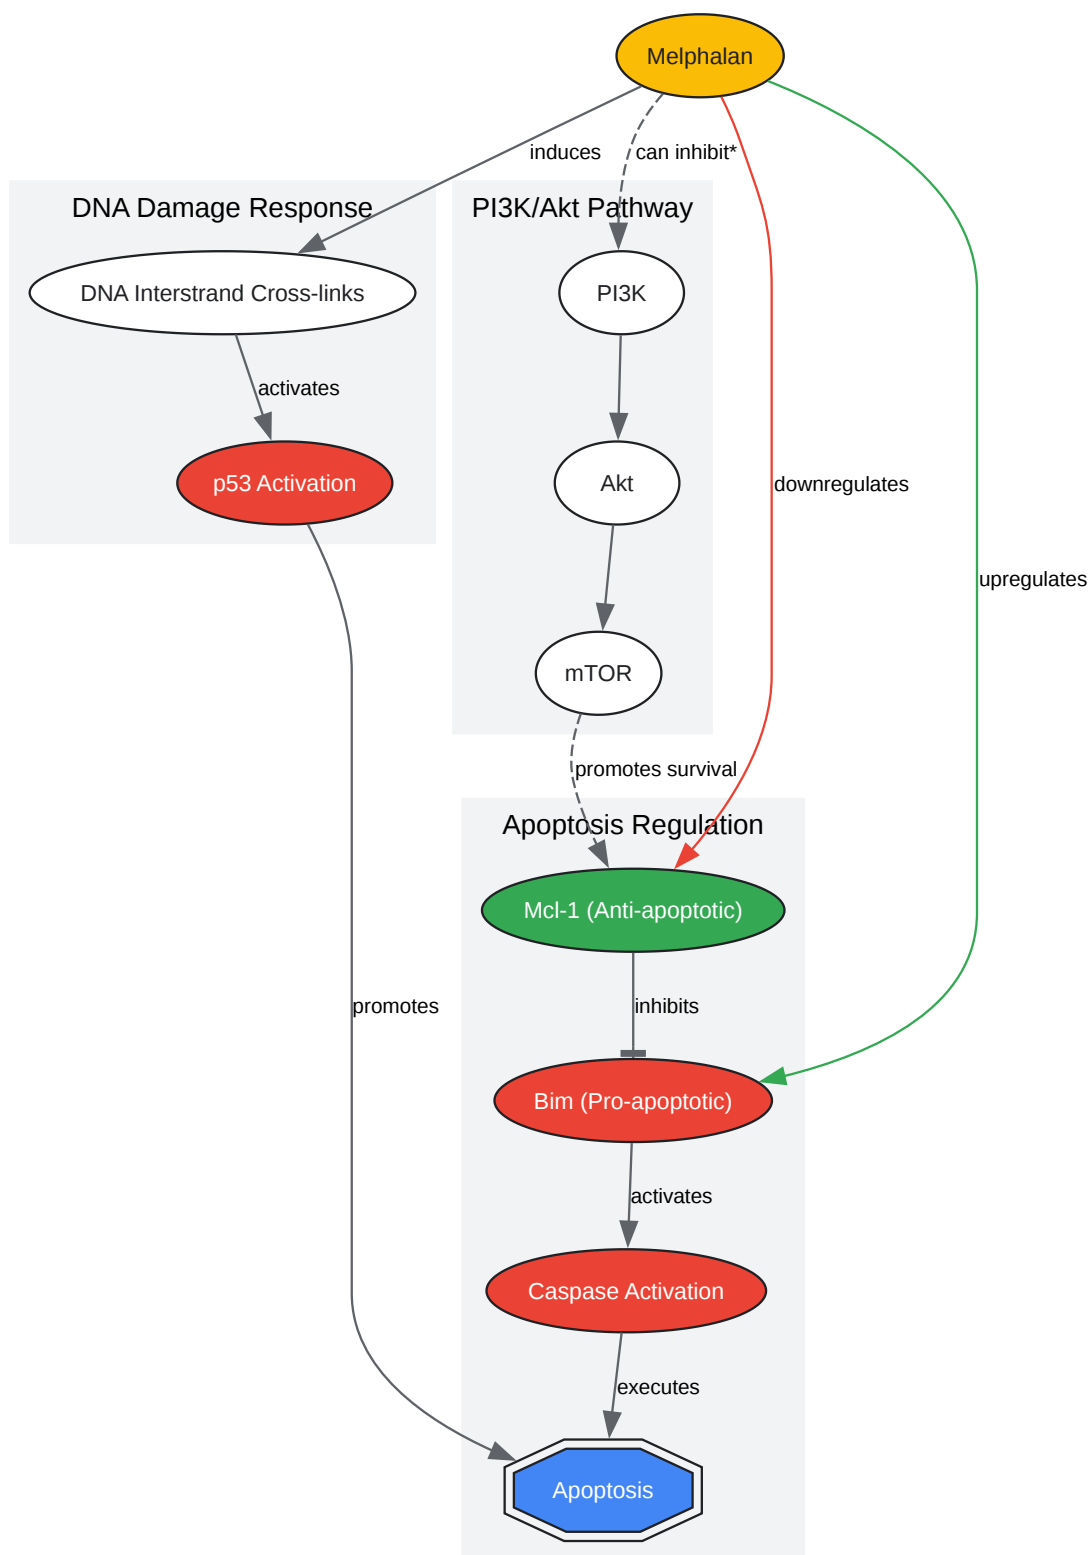 Melphalan
induces
can inhibit*
DNA Damage Response
PI3K/Akt Pathway
DNA Interstrand Cross-links
PI3K
activates
p53 Activation
Akt
downregulates
upregulates
mTOR
promotes survival
Apoptosis Regulation
Mcl-1 (Anti-apoptotic)
promotes
inhibits
Bim (Pro-apoptotic)
activates
Caspase Activation
executes
Apoptosis